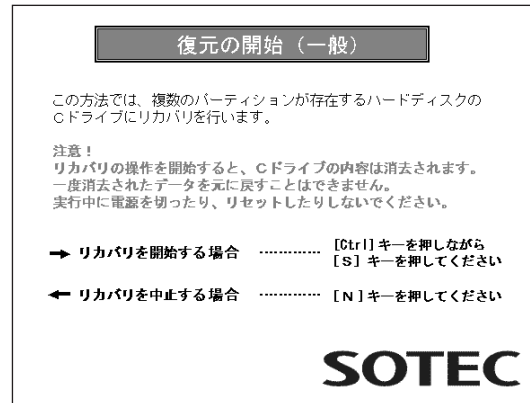 復元の開始（一般）
この方法では、複数のパーティションが存在するハードディスクの
Ｃドライブにリカバリを行います。
注意！
リカバリの操作を開始すると、Ｃドライブの内容は消去されます。
一度消去されたデータを元に戻すことはできません。
実行中に電源を切ったり、リセットしたりしないでください。
➡ リカバリを開始する場合 ………… [Ctrl]キーを押しながら
[S]キーを押してください
⬅ リカバリを中止する場合 ………… [N]キーを押してください
SOTEC